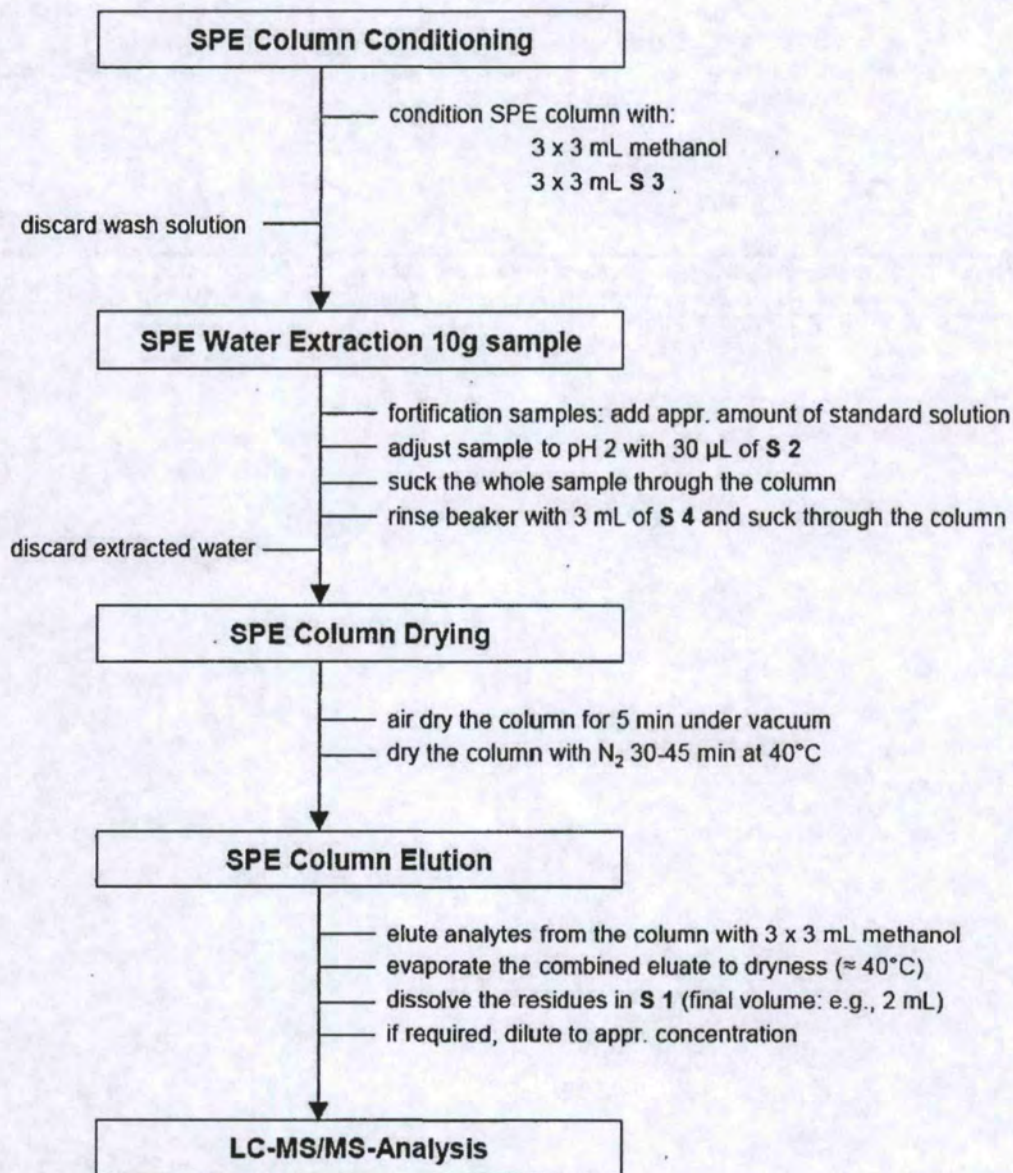 SPE Column Conditioning
condition SPE column with:
3 x 3 mL methanol
3 x 3 mL S 3
discard wash solution
SPE Water Extraction 10g sample
fortification samples: add appr. amount of standard solution
adjust sample to pH 2 with 30 µL of S 2
suck the whole sample through the column
rinse beaker with 3 mL of S 4 and suck through the column
discard extracted water
SPE Column Drying
air dry the column for 5 min under vacuum
dry the column with N₂ 30-45 min at 40°C
SPE Column Elution
elute analytes from the column with 3 x 3 mL methanol
evaporate the combined eluate to dryness (≈ 40°C)
dissolve the residues in S 1 (final volume: e.g., 2 mL)
if required, dilute to appr. concentration
LC-MS/MS-Analysis